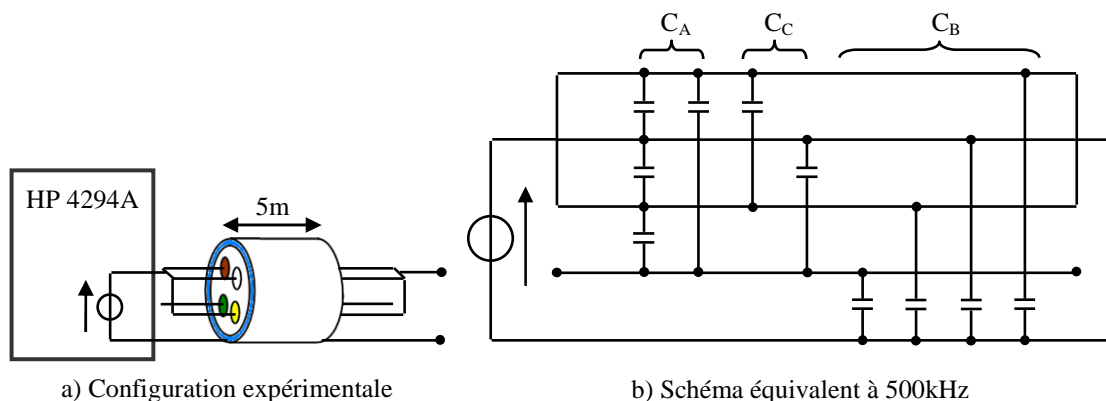 C_A C_C C_B
HP 4294A
5m
a) Configuration expérimentale
b) Schéma équivalent à 500kHz